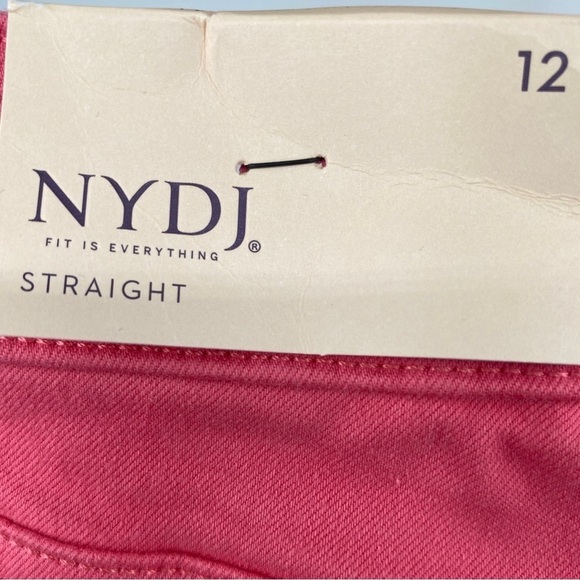 12
NYDJ®
FIT IS EVERYTHING
STRAIGHT